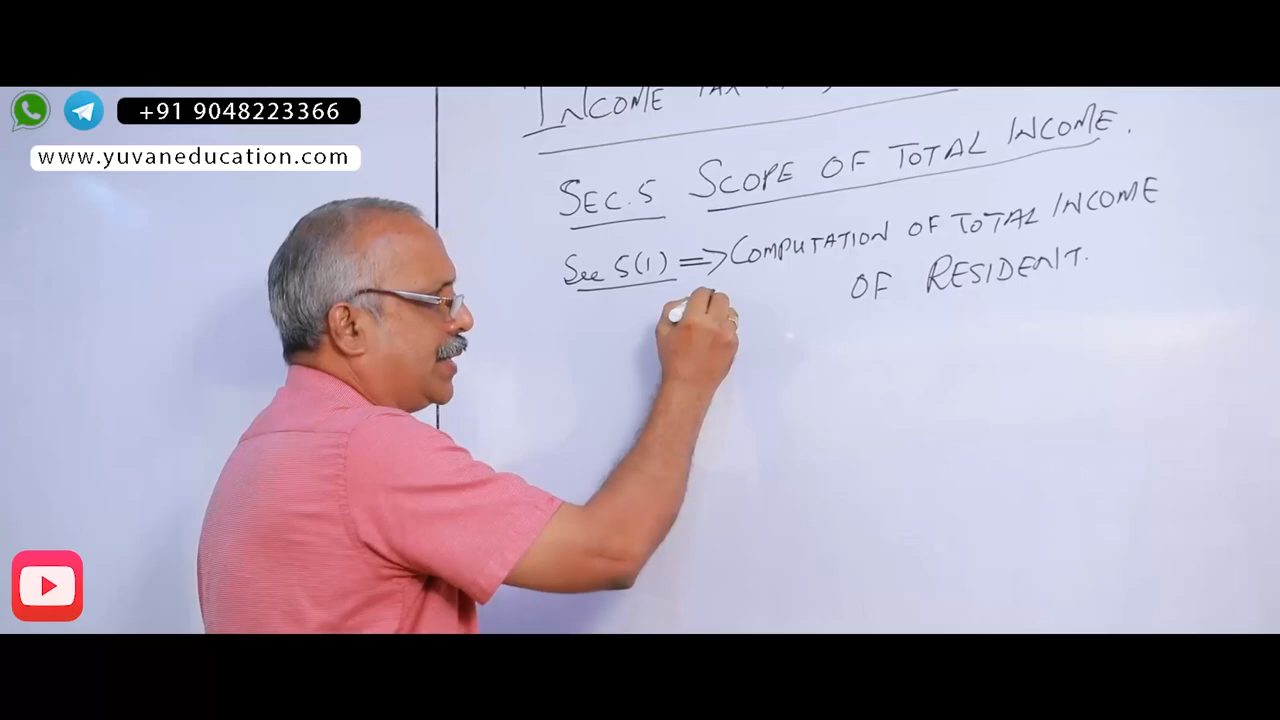 +91 9048223366
www.yuvaneducation.com
INCOME TAX
SEC.5 SCOPE OF TOTAL INCOME.
Sec 5(1) => COMPUTATION OF TOTAL INCOME
OF RESIDENT.